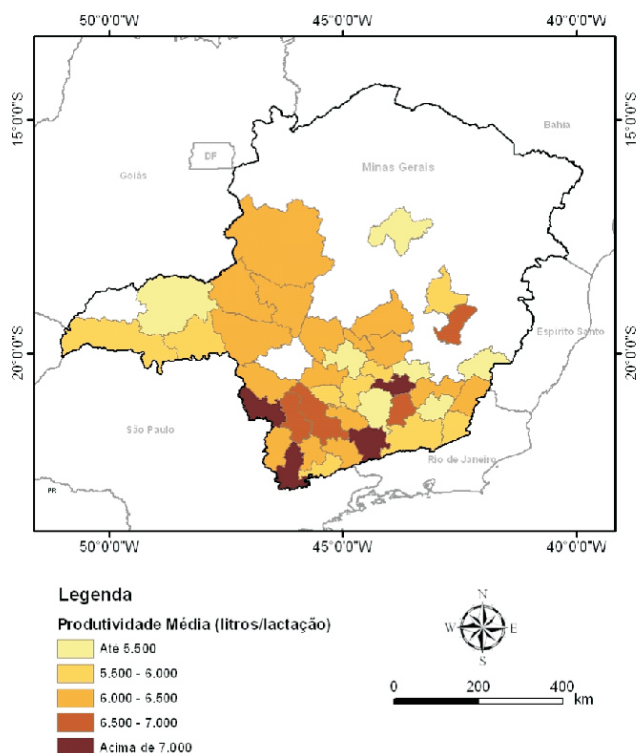 50°0'0"W 45°0'0"W 40°0'0"W
15°0'0"S 15°0'0"S
Bahia
DF
Goiás
Minas Gerais
Espírito Santo
20°0'0"S 20°0'0"S
São Paulo
Rio de Janeiro
PR
50°0'0"W 45°0'0"W 40°0'0"W
Legenda
Produtividade Média (litros/lactação)
Até 5.500
5.500 - 6.000
6.000 - 6.500
6.500 - 7.000
Acima de 7.000
N
W E
S
0 200 400
km